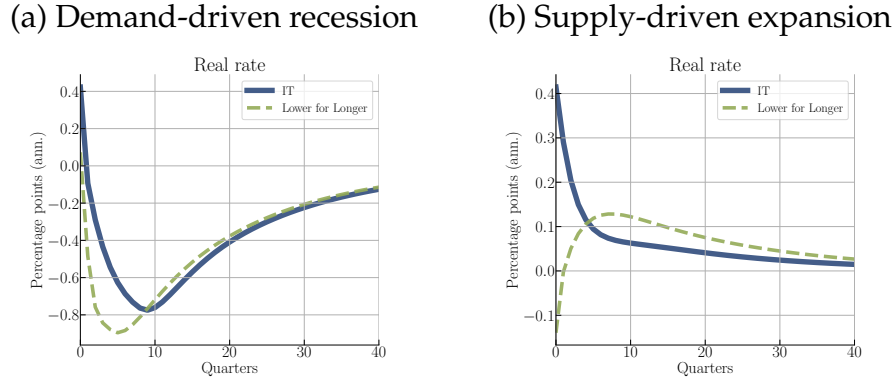 (a) Demand-driven recession
Real rate
IT
Lower for Longer
Percentage points (ann.)
0.4
0.2
0.0
−0.2
−0.4
−0.6
−0.8
0 10 20 30 40
Quarters
(b) Supply-driven expansion
Real rate
IT
Lower for Longer
Percentage points (ann.)
0.4
0.3
0.2
0.1
0.0
−0.1
0 10 20 30 40
Quarters